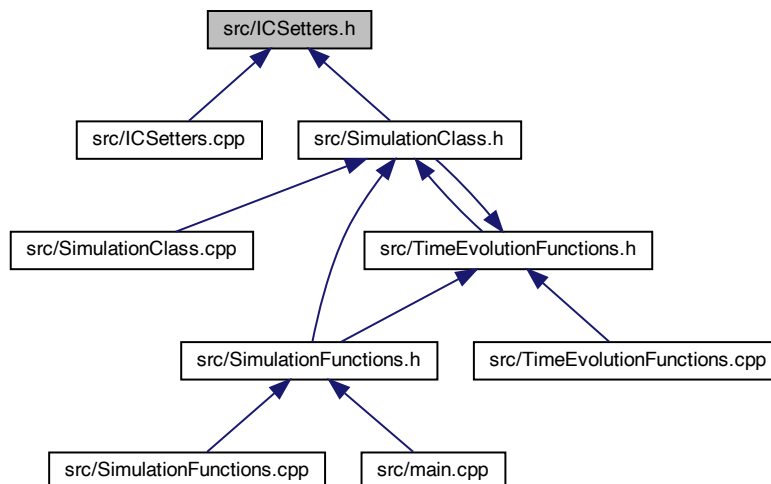 src/ICSetters.h
src/ICSetters.cpp
src/SimulationClass.h
src/SimulationClass.cpp
src/TimeEvolutionFunctions.h
src/SimulationFunctions.h
src/TimeEvolutionFunctions.cpp
src/SimulationFunctions.cpp
src/main.cpp